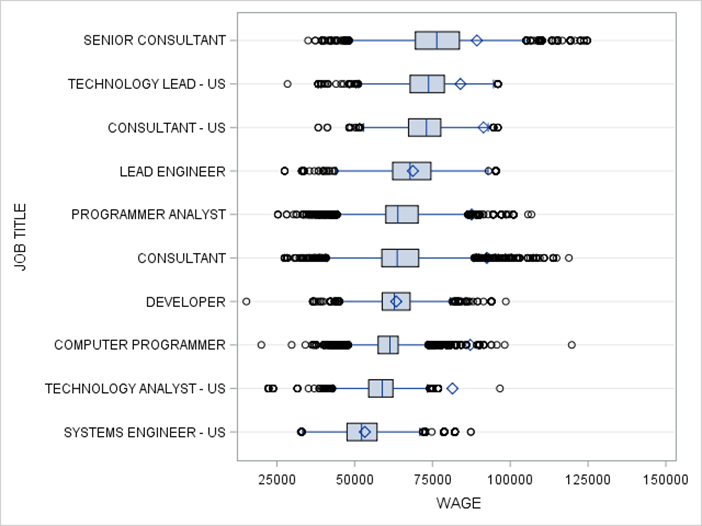 SENIOR CONSULTANT
TECHNOLOGY LEAD - US
CONSULTANT - US
LEAD ENGINEER
PROGRAMMER ANALYST
CONSULTANT
DEVELOPER
COMPUTER PROGRAMMER
TECHNOLOGY ANALYST - US
SYSTEMS ENGINEER - US
JOB TITLE
25000 50000 75000 100000 125000 150000
WAGE